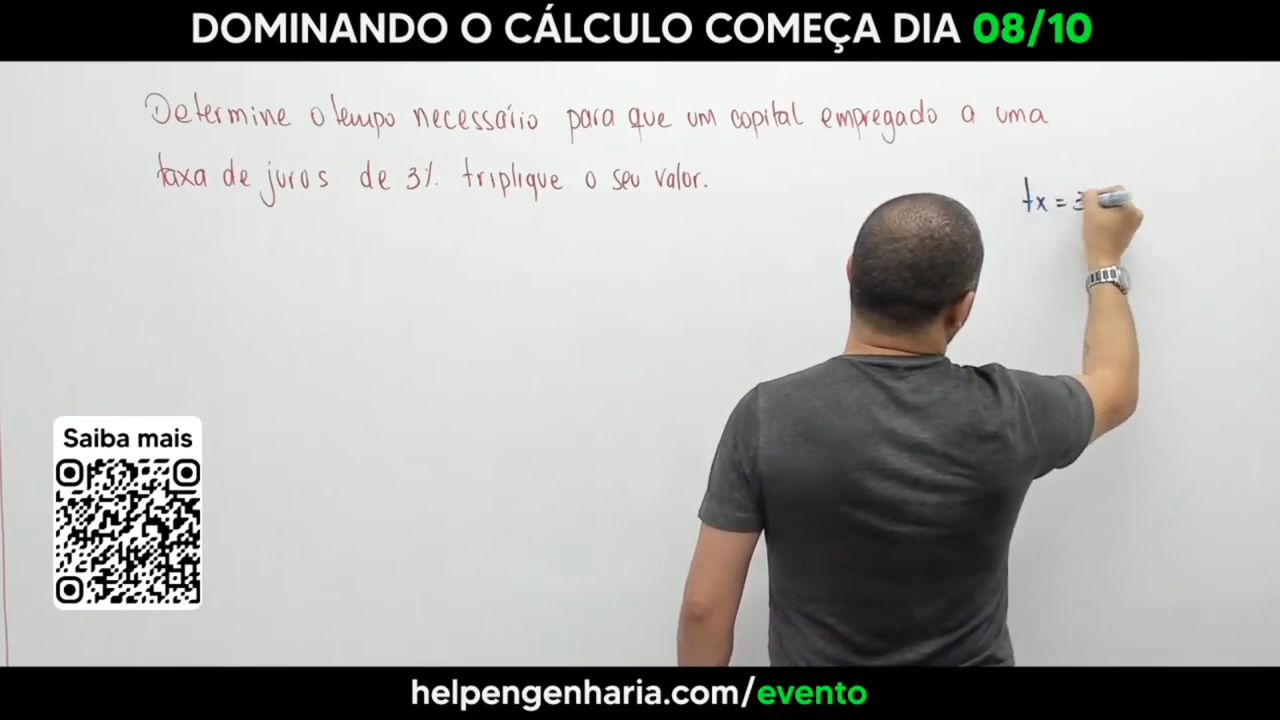 DOMINANDO O CÁLCULO COMEÇA DIA 08/10
Determine o tempo necessário para que um capital empregado a uma
taxa de juros de 3% triplique o seu valor.
tx = 3
Saiba mais
helpengenharia.com/evento